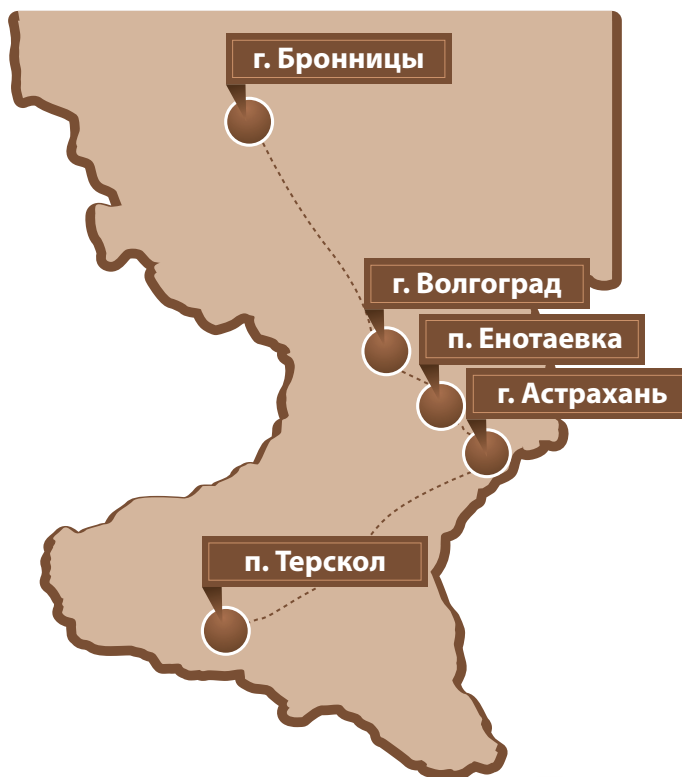 г. Бронницы
г. Волгоград
п. Енотаевка
г. Астрахань
п. Терскол